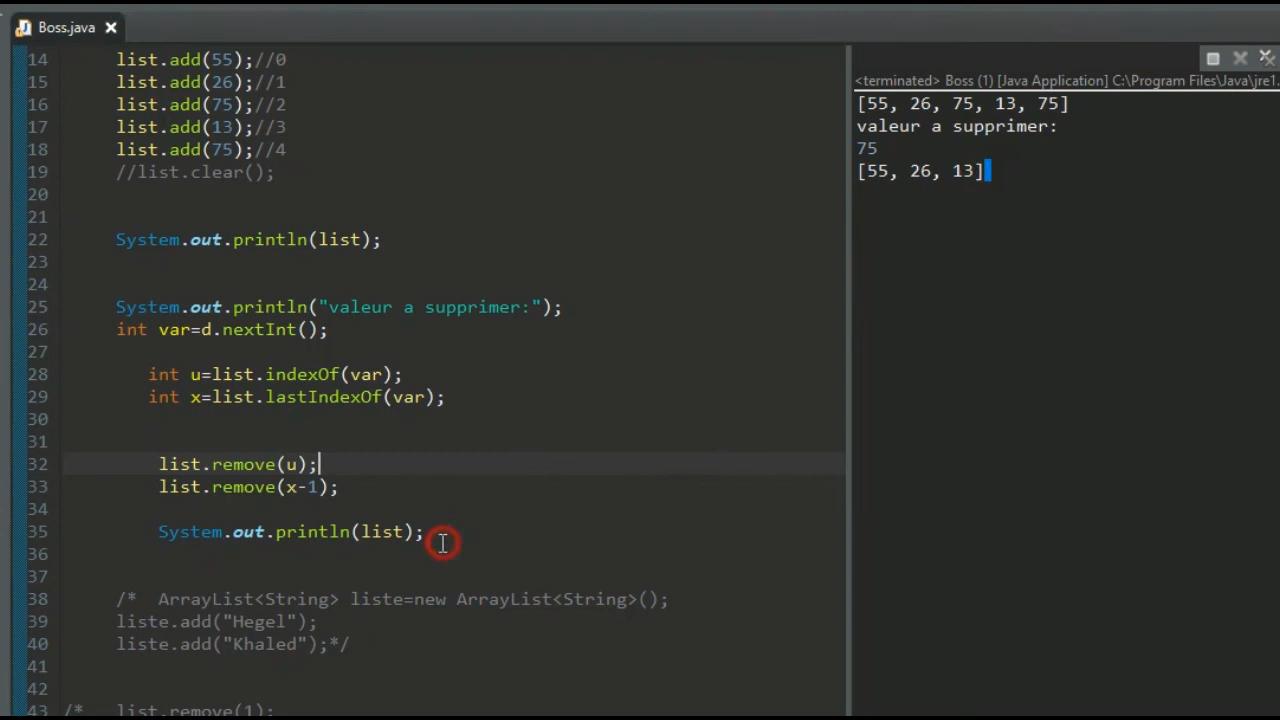 Boss.java
14 list.add(55);//0
15 list.add(26);//1
16 list.add(75);//2
17 list.add(13);//3
18 list.add(75);//4
19 //list.clear();
20
21
22 System.out.println(list);
23
24
25 System.out.println("valeur a supprimer:");
26 int var=d.nextInt();
27
28 int u=list.indexOf(var);
29 int x=list.lastIndexOf(var);
30
31
32 list.remove(u);
33 list.remove(x-1);
34
35 System.out.println(list);
36
37
38 /* ArrayList<String> liste=new ArrayList<String>();
39 liste.add("Hegel");
40 liste.add("Khaled");*/
41
42
43 /* list.remove(1);
<terminated> Boss (1) [Java Application] C:\Program Files\Java\jre1.
[55, 26, 75, 13, 75]
valeur a supprimer:
75
[55, 26, 13]